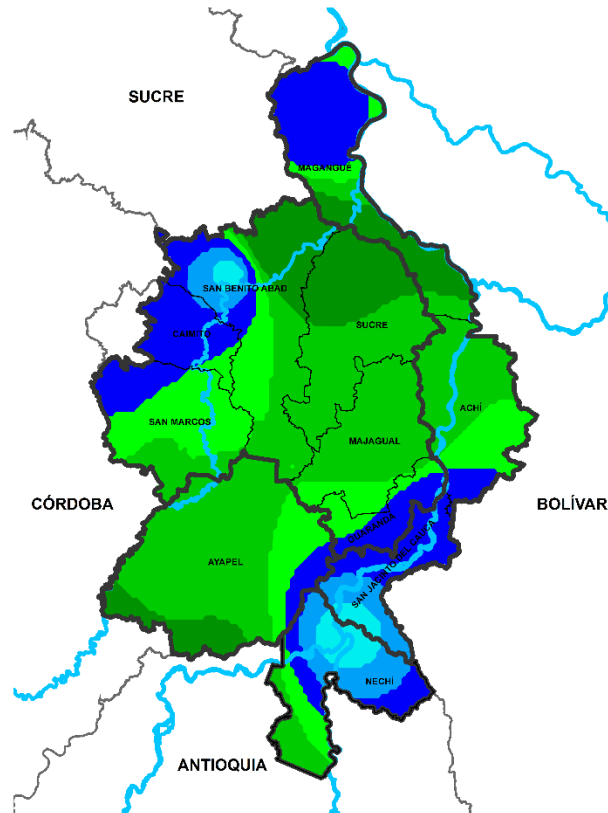 SUCRE
MAGANGUÉ
SAN BENITO ABAD
CAIMITO
SUCRE
ACHÍ
SAN MARCOS
MAJAGUAL
CÓRDOBA
BOLÍVAR
GUARANDA
AYAPEL
SAN JACINTO DEL CAUCA
NECHÍ
ANTIOQUIA